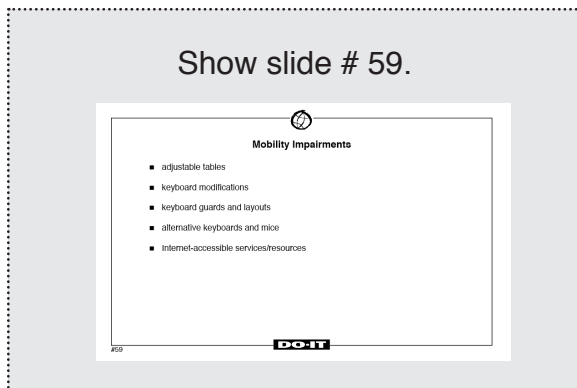 Show slide # 59.
Mobility Impairments
■ adjustable tables
■ keyboard modifications
■ keyboard guards and layouts
■ alternative keyboards and mice
■ Internet-accessible services/resources
#59
DO-IT